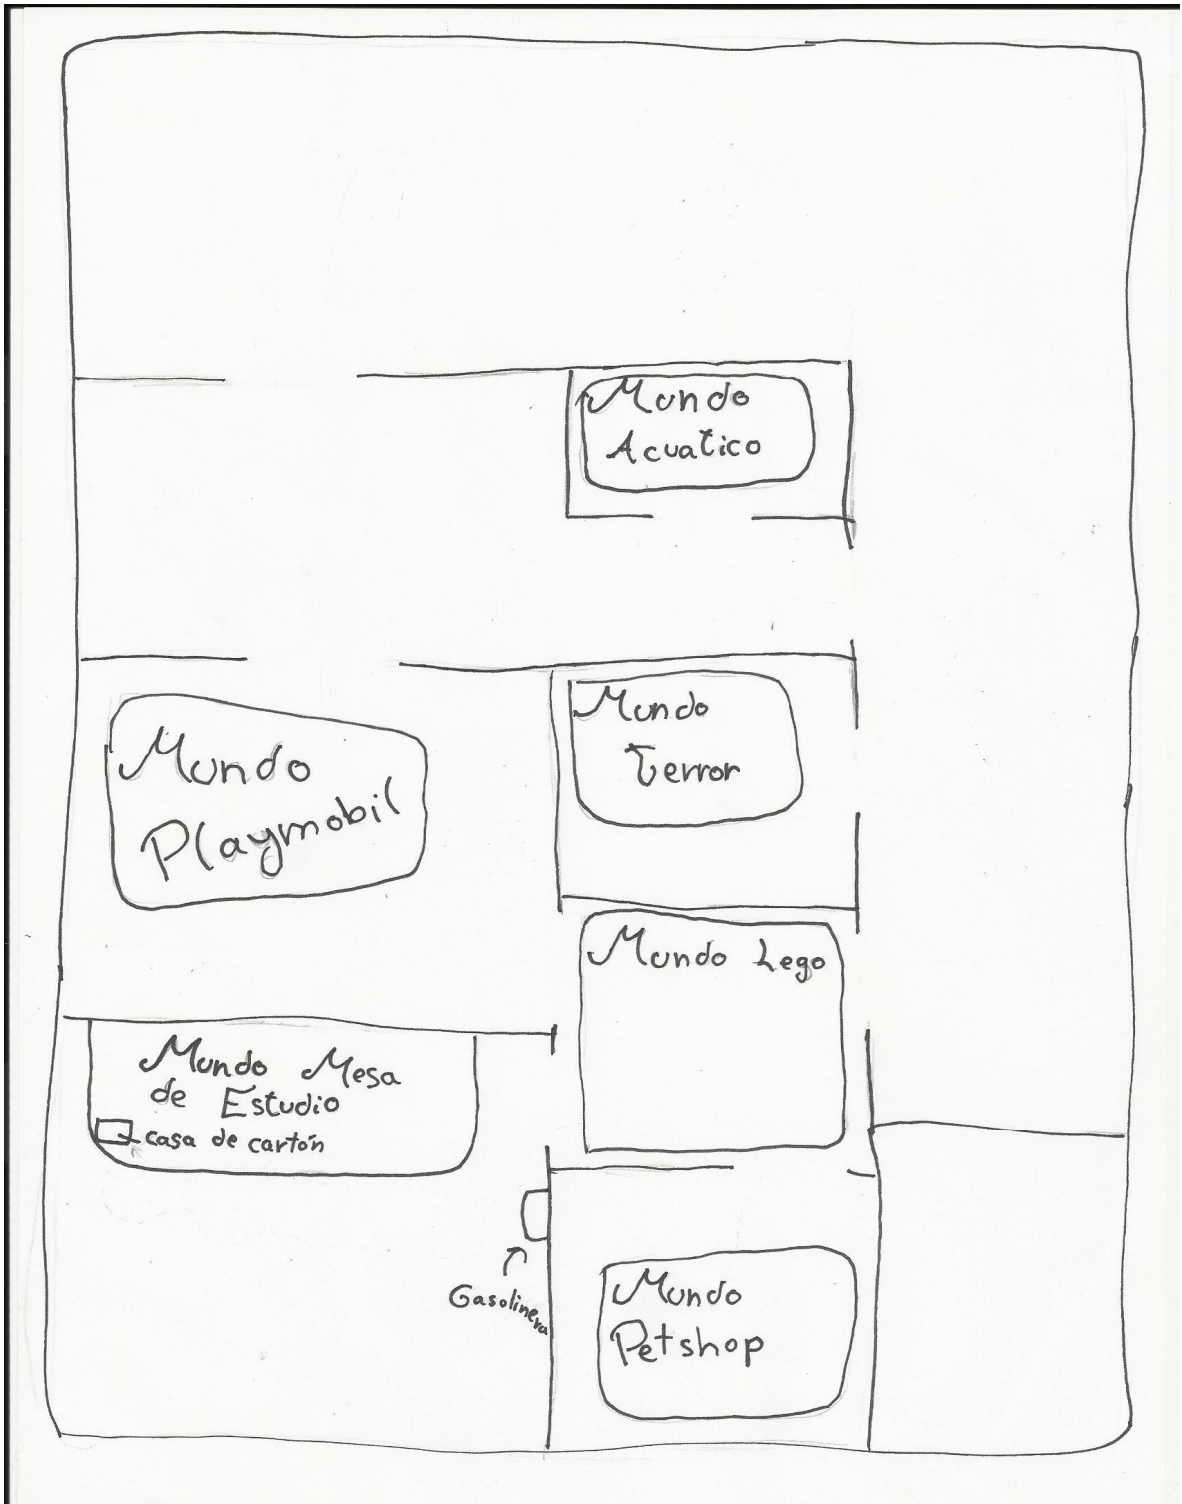 Mundo
Acuatico
Mundo
Terror
Mundo
Playmobil
Mundo Lego
Mundo Mesa
de Estudio
casa de cartón
Gasolinera
Mundo
Petshop